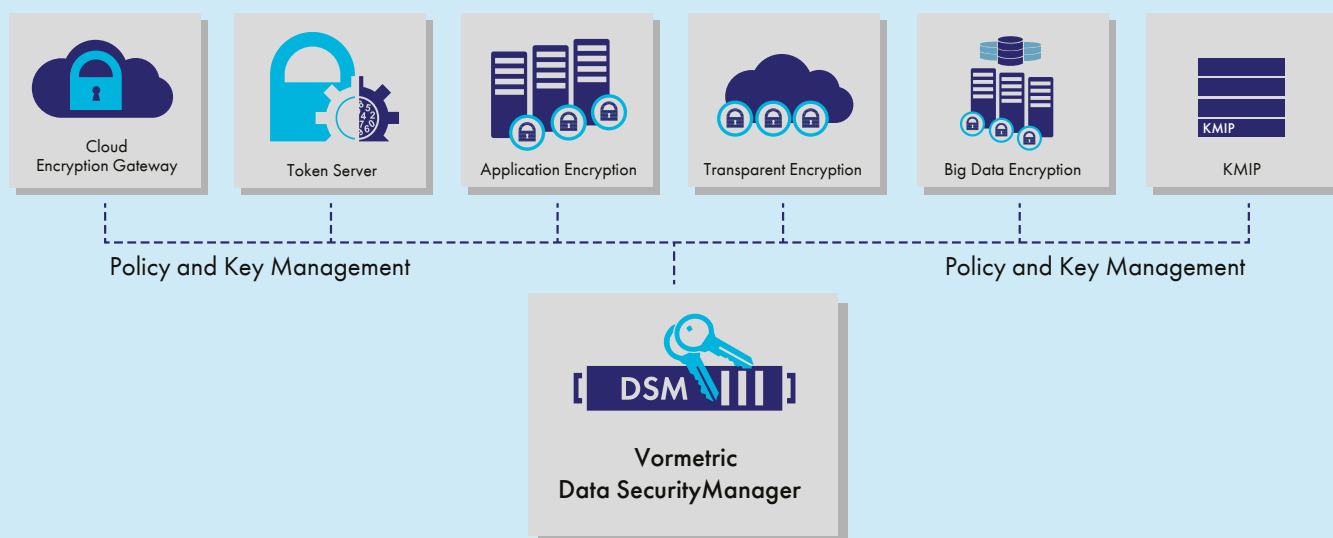 Cloud
Encryption Gateway
Token Server
Application Encryption
Transparent Encryption
Big Data Encryption
KMIP
KMIP
Policy and Key Management
Policy and Key Management
DSM
Vormetric
Data SecurityManager